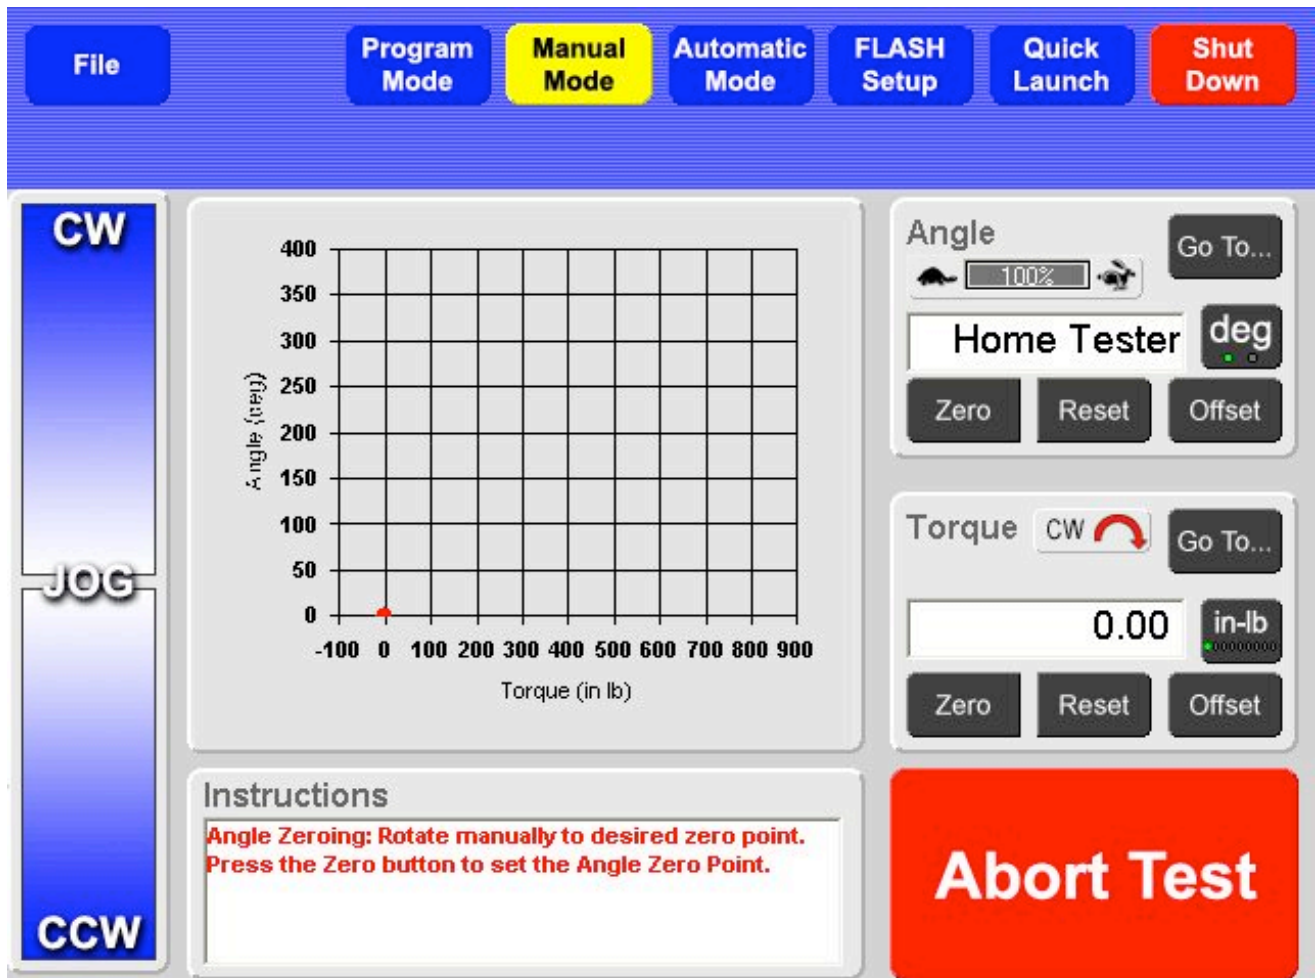 File
Program Mode
Manual Mode
Automatic Mode
FLASH Setup
Quick Launch
Shut Down
CW
JOG
CCW
400
350
300
250
200
150
100
50
0
Angle (deg)
-100 0 100 200 300 400 500 600 700 800 900
Torque (in lb)
Angle
Go To...
100%
Home Tester
deg
Zero
Reset
Offset
Torque
CW
Go To...
0.00
in-lb
Zero
Reset
Offset
Instructions
Angle Zeroing: Rotate manually to desired zero point.
Press the Zero button to set the Angle Zero Point.
Abort Test